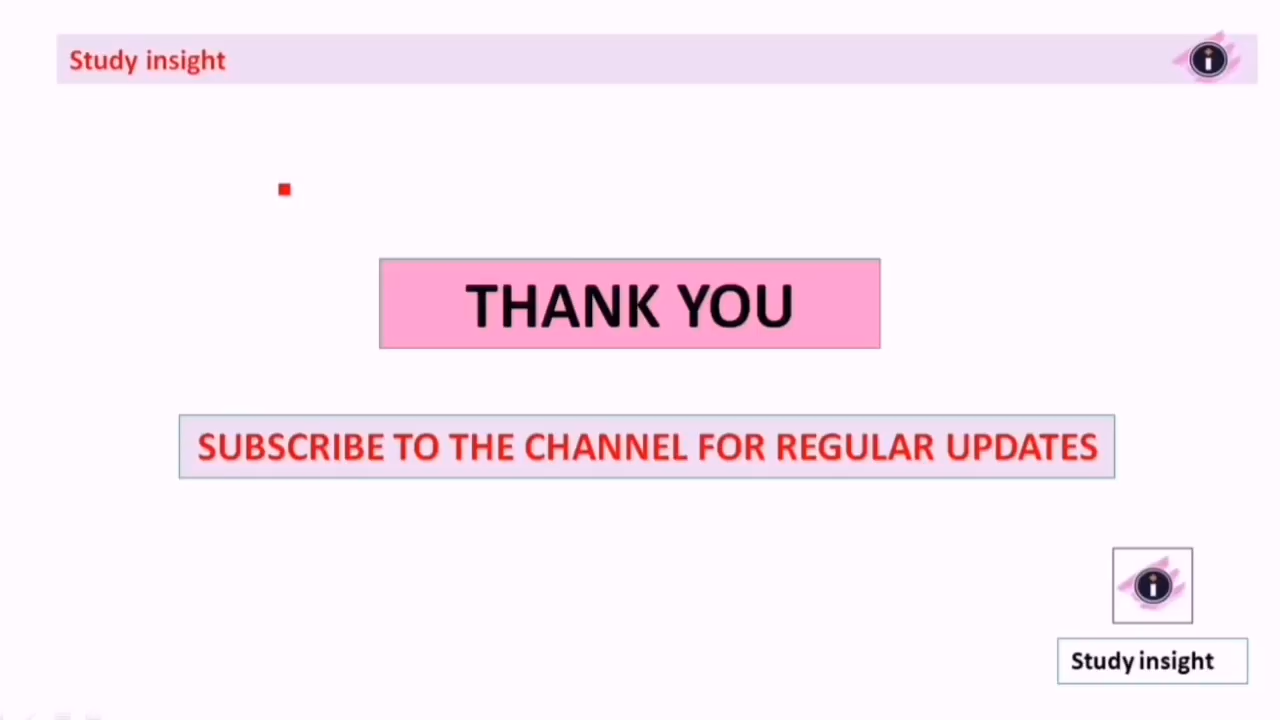 Study insight
THANK YOU
SUBSCRIBE TO THE CHANNEL FOR REGULAR UPDATES
i
i
Study insight